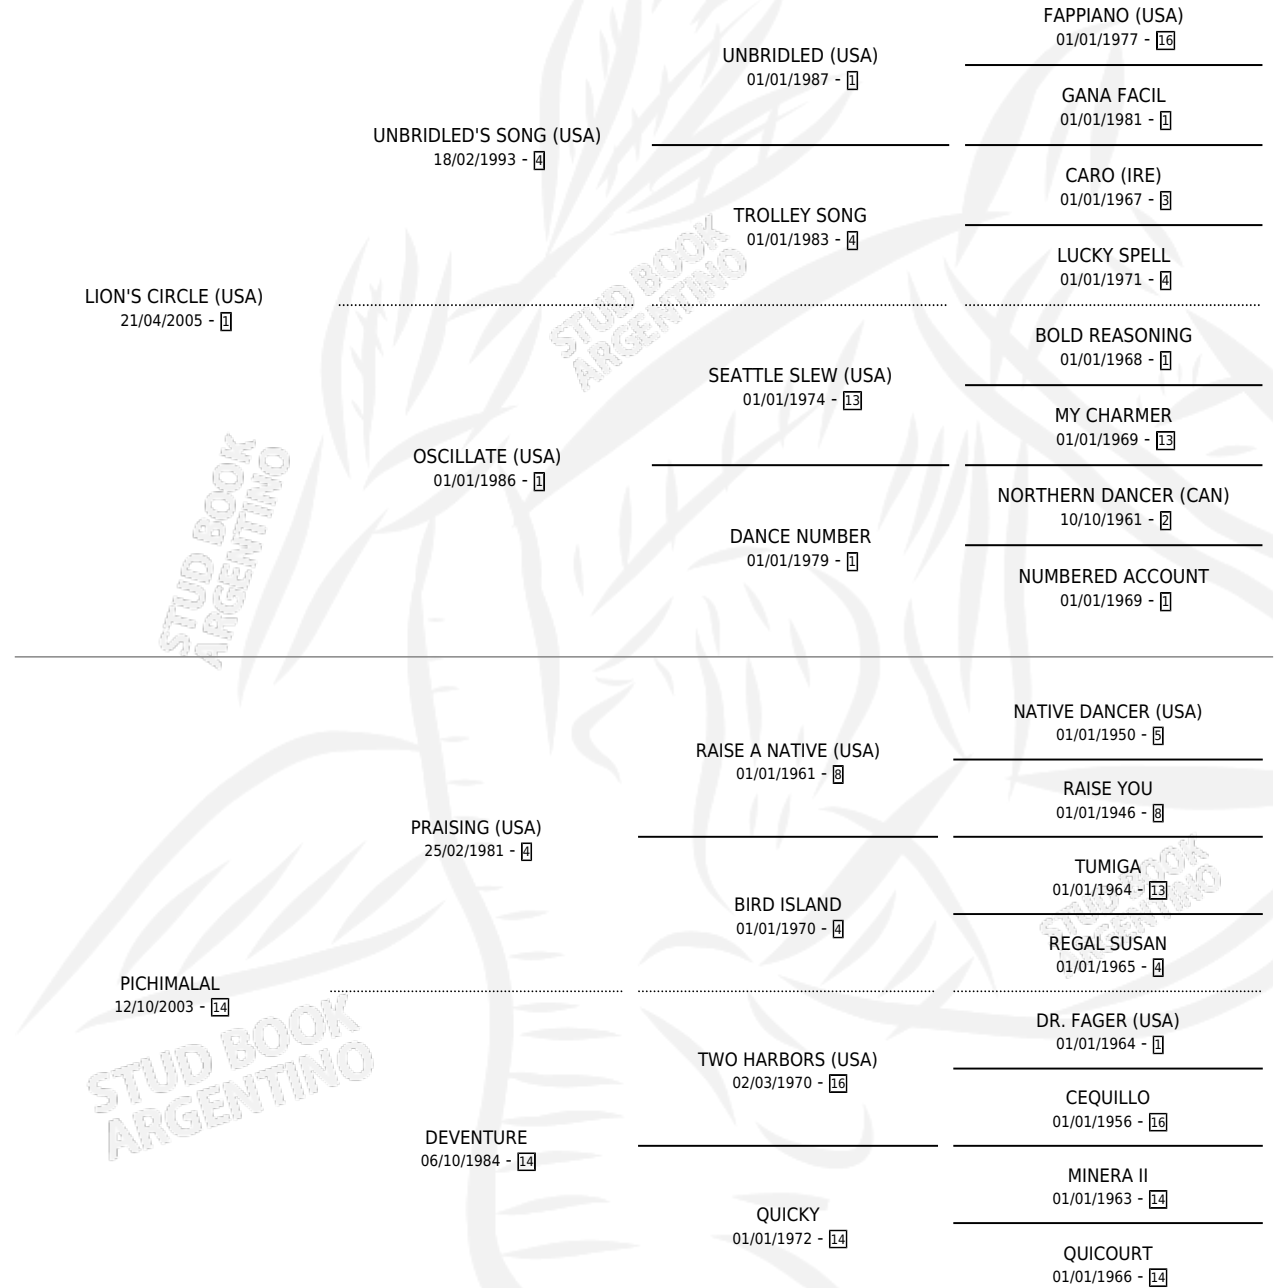 FAPPIANO (USA)
01/01/1977 - 16
UNBRIDLED (USA)
01/01/1987 - 1
GANA FACIL
01/01/1981 - 1
UNBRIDLED'S SONG (USA)
18/02/1993 - 4
CARO (IRE)
01/01/1967 - 3
TROLLEY SONG
01/01/1983 - 4
LUCKY SPELL
01/01/1971 - 4
LION'S CIRCLE (USA)
21/04/2005 - 1
STUD BOOK
ARGENTINO
BOLD REASONING
01/01/1968 - 1
SEATTLE SLEW (USA)
01/01/1974 - 13
MY CHARMER
01/01/1969 - 13
OSCILLATE (USA)
01/01/1986 - 1
NORTHERN DANCER (CAN)
10/10/1961 - 2
DANCE NUMBER
01/01/1979 - 1
NUMBERED ACCOUNT
01/01/1969 - 1
STUD BOOK
ARGENTINO
NATIVE DANCER (USA)
01/01/1950 - 5
RAISE A NATIVE (USA)
01/01/1961 - 8
RAISE YOU
01/01/1946 - 8
PRAISING (USA)
25/02/1981 - 4
TUMIGA
01/01/1964 - 13
BIRD ISLAND
01/01/1970 - 4
REGAL SUSAN
01/01/1965 - 4
STUD BOOK
ARGENTINO
PICHIMALAL
12/10/2003 - 14
DR. FAGER (USA)
01/01/1964 - 1
TWO HARBORS (USA)
02/03/1970 - 16
CEQUILLO
01/01/1956 - 16
STUD BOOK
ARGENTINO
DEVENTURE
06/10/1984 - 14
MINERA II
01/01/1963 - 14
QUICKY
01/01/1972 - 14
QUICOURT
01/01/1966 - 14